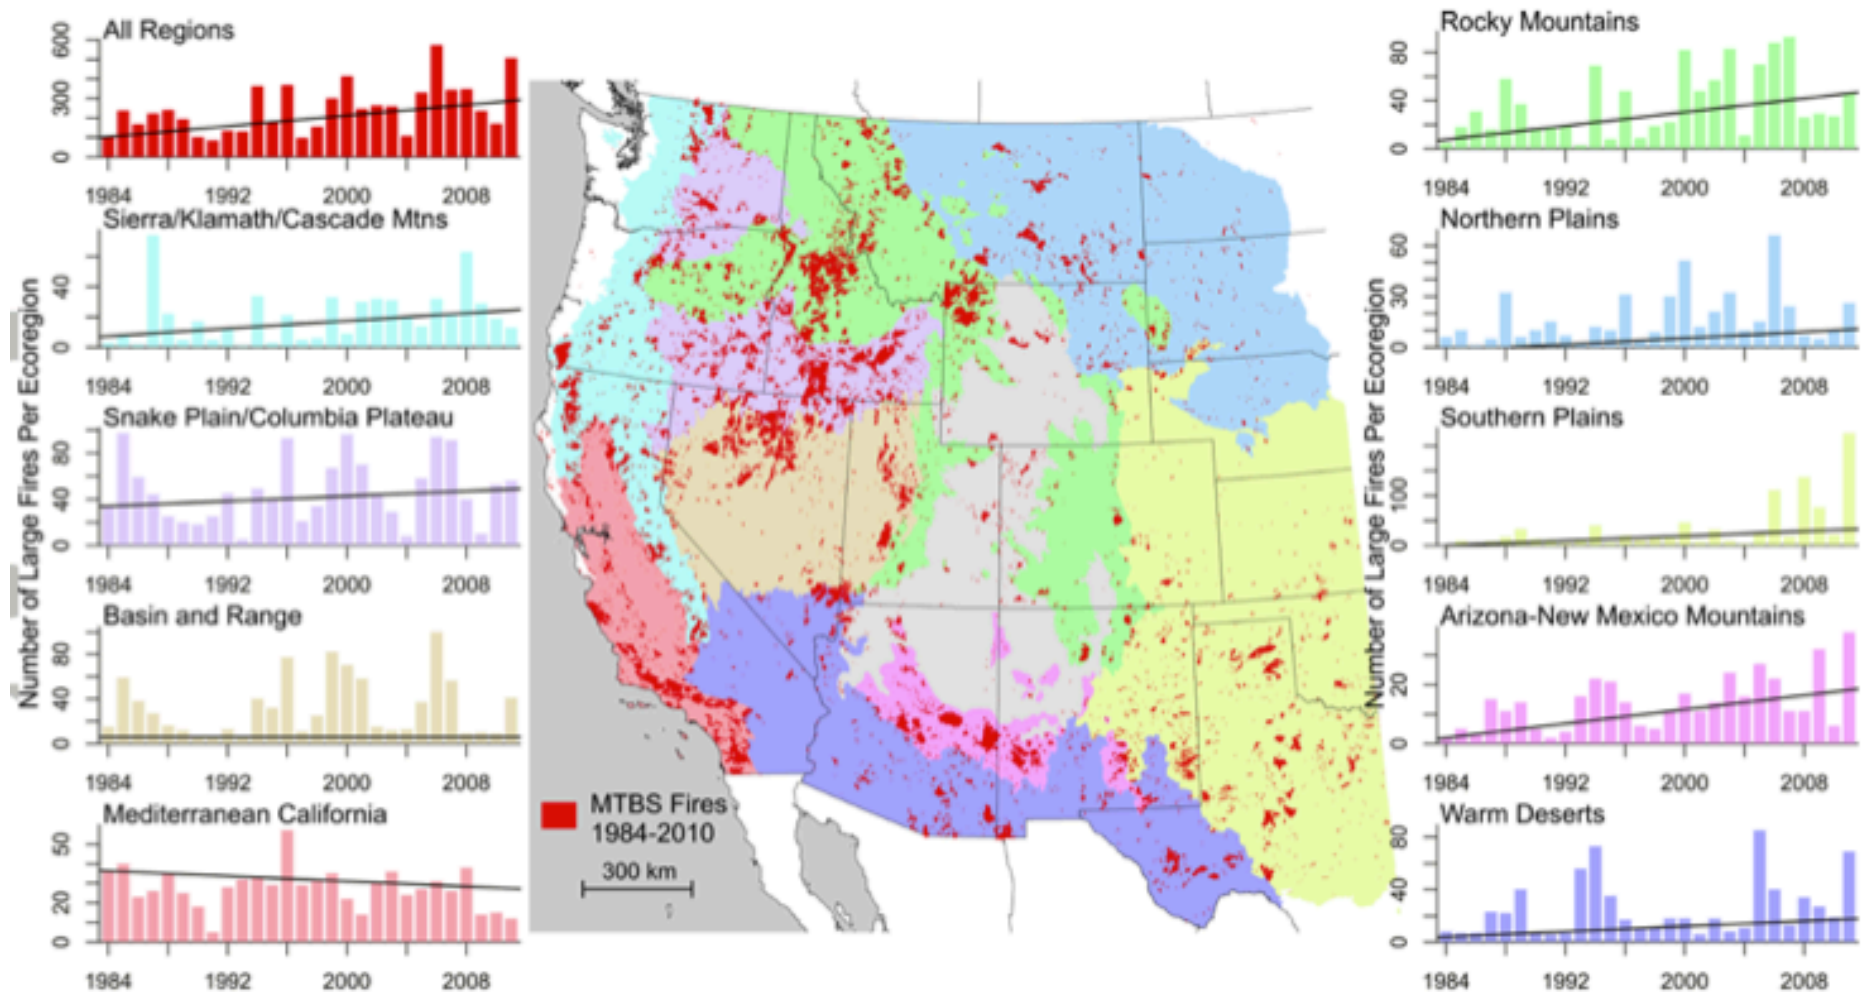 All Regions
600
300
0
1984 1992 2000 2008
Sierra/Klamath/Cascade Mtns
40
0
1984 1992 2000 2008
Snake Plain/Columbia Plateau
80
40
0
1984 1992 2000 2008
Basin and Range
80
40
0
1984 1992 2000 2008
Mediterranean California
50
20
0
1984 1992 2000 2008
Number of Large Fires Per Ecoregion
MTBS Fires
1984-2010
300 km
Number of Large Fires Per Ecoregion
Rocky Mountains
80
40
0
1984 1992 2000 2008
Northern Plains
60
30
0
1984 1992 2000 2008
Southern Plains
100
0
1984 1992 2000 2008
Arizona-New Mexico Mountains
20
0
1984 1992 2000 2008
Warm Deserts
80
40
0
1984 1992 2000 2008